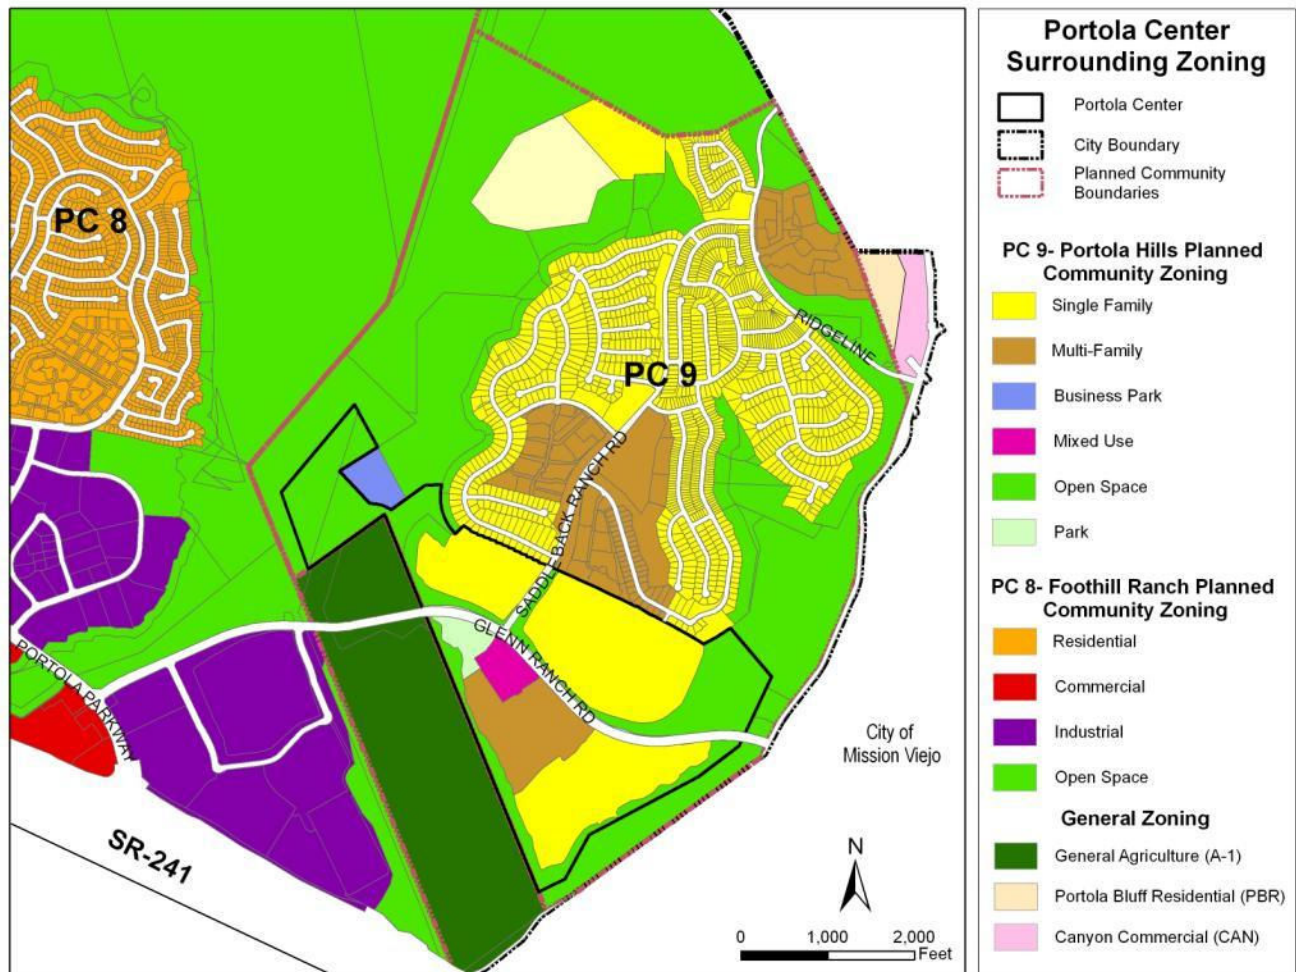 PC 8
PC 9
RIDGELINE
SADDLEBACK RANCH RD
GLENN RANCH RD
PORTOLA PARKWAY
SR-241
City of
Mission Viejo
N
0 1,000 2,000
Feet
Portola Center
Surrounding Zoning
Portola Center
City Boundary
Planned Community
Boundaries
PC 9- Portola Hills Planned
Community Zoning
Single Family
Multi-Family
Business Park
Mixed Use
Open Space
Park
PC 8- Foothill Ranch Planned
Community Zoning
Residential
Commercial
Industrial
Open Space
General Zoning
General Agriculture (A-1)
Portola Bluff Residential (PBR)
Canyon Commercial (CAN)